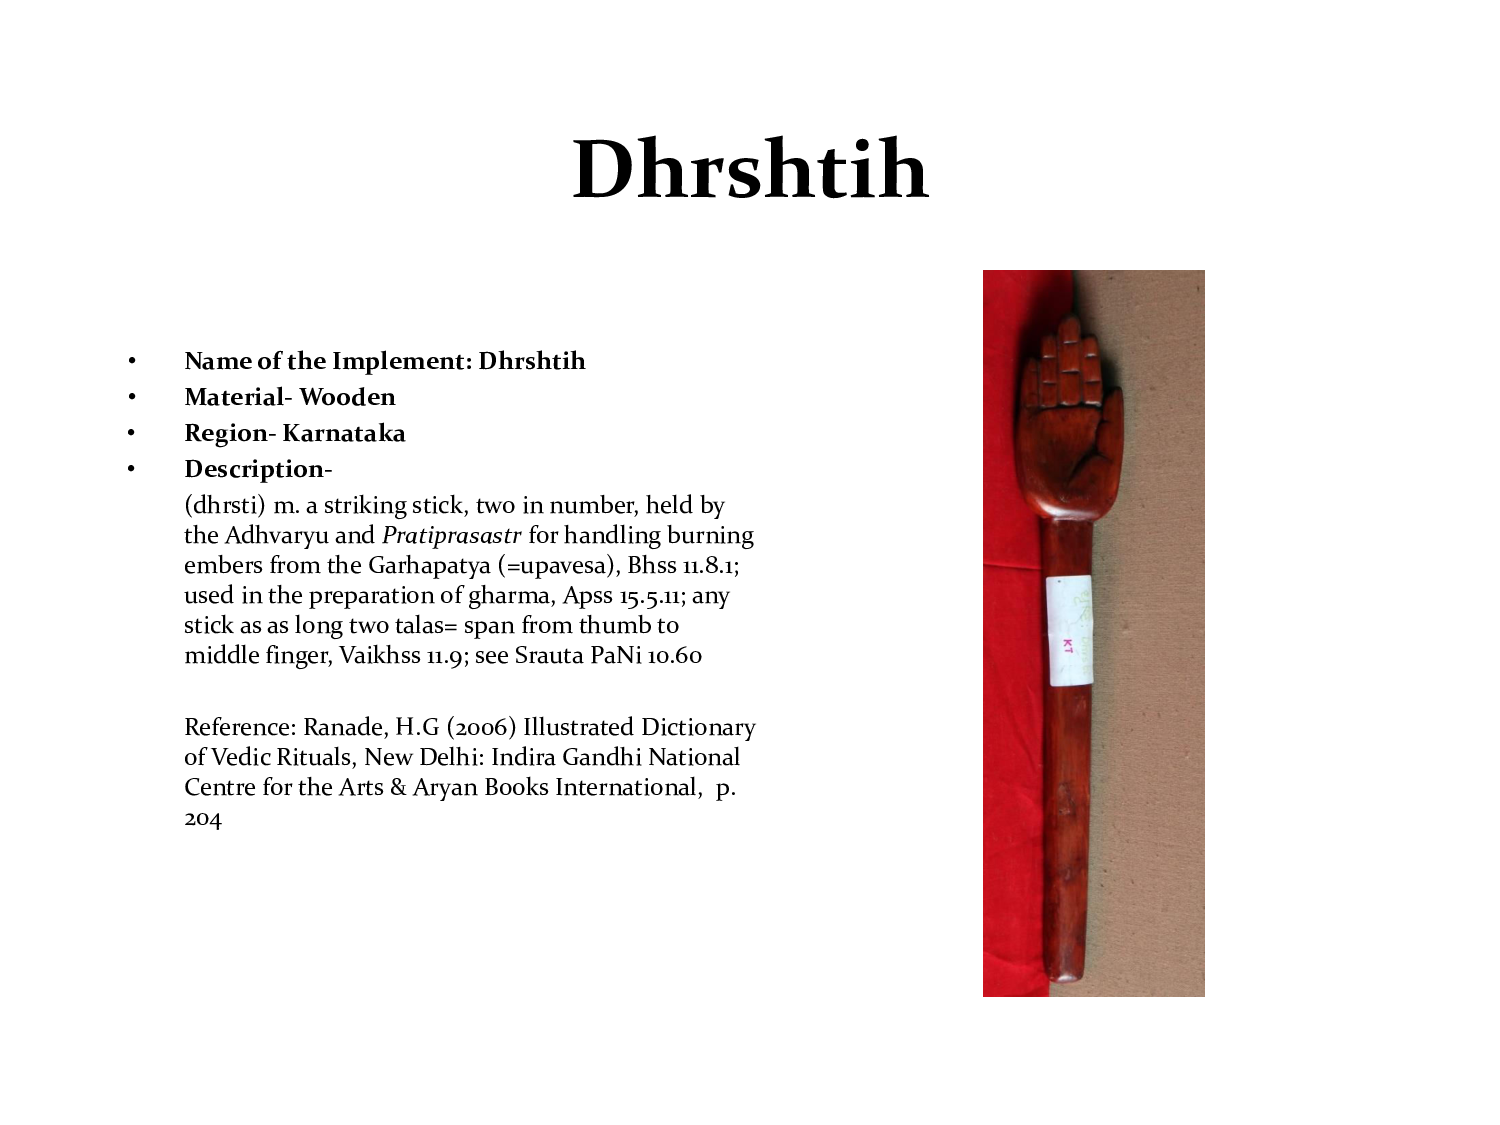 Dhrshtih
• Name of the Implement: Dhrshtih
• Material- Wooden
• Region- Karnataka
• Description-
(dhrsti) m. a striking stick, two in number, held by
the Adhvaryu and Pratiprasastr for handling burning
embers from the Garhapatya (=upavesa), Bhss 11.8.1;
used in the preparation of gharma, Apss 15.5.11; any
stick as as long two talas= span from thumb to
middle finger, Vaikhss 11.9; see Srauta PaNi 10.60
Reference: Ranade, H.G (2006) Illustrated Dictionary
of Vedic Rituals, New Delhi: Indira Gandhi National
Centre for the Arts & Aryan Books International, p.
204
KT